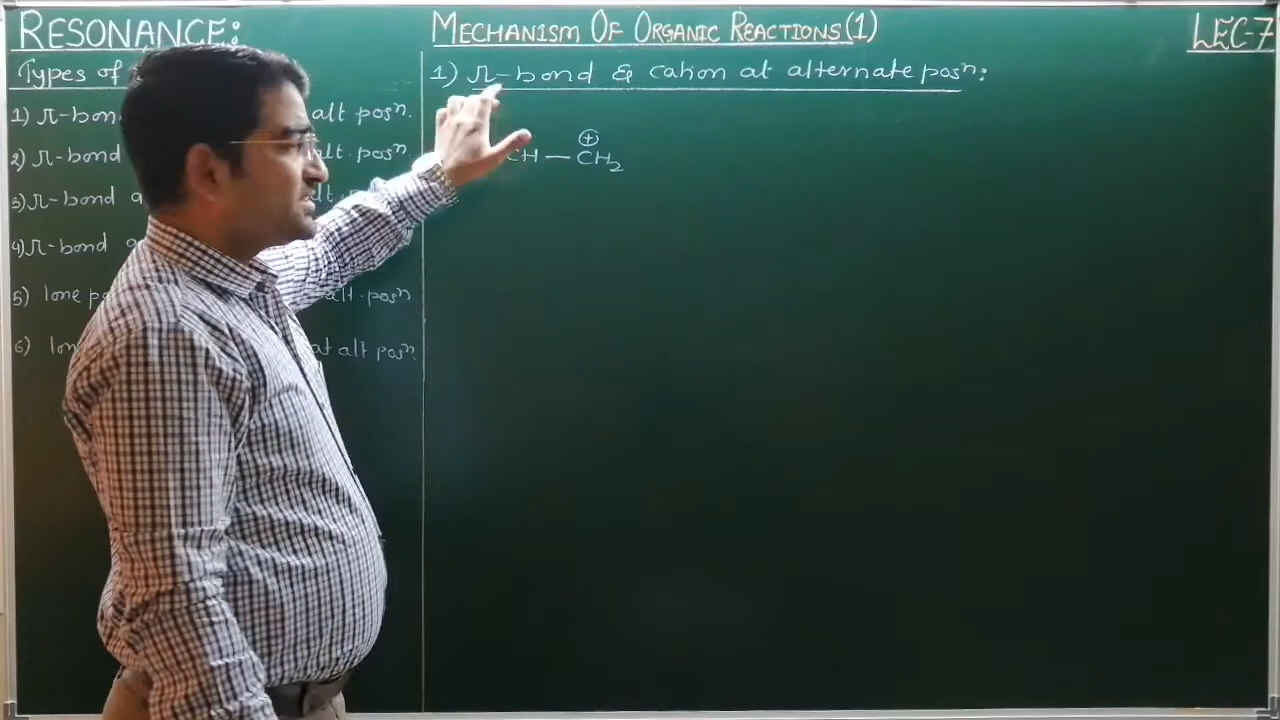 RESONANCE:
Types of
1) π-bon alt posⁿ.
2) π-bond alt. posⁿ.
3) π-bond a
4) π-bond
5) lone p alt. posⁿ
6) lon at alt posⁿ.
MECHANISM OF ORGANIC REACTIONS(1)
LEC-7
1) π-bond & cation at alternate posⁿ:
CH — CH₂
⊕